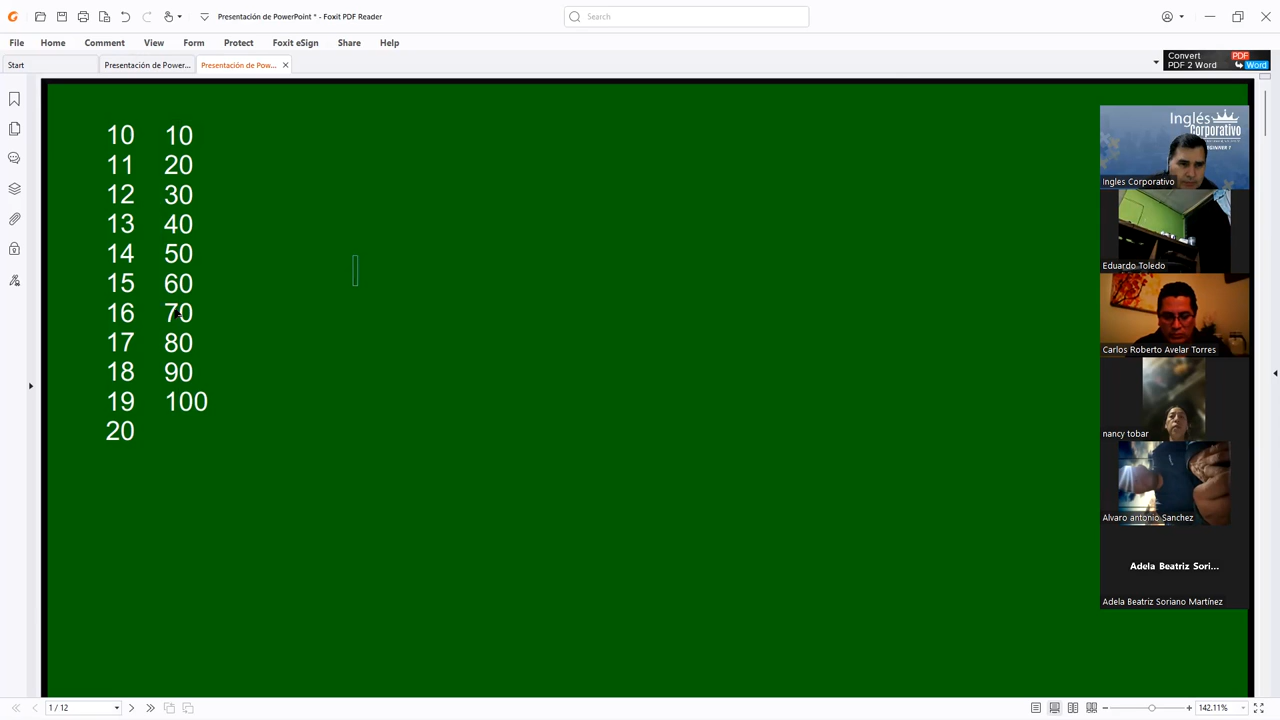 Presentación de PowerPoint * - Foxit PDF Reader
Search
File Home Comment View Form Protect Foxit eSign Share Help
Start
Presentación de Power...
Presentación de Pow...
Convert PDF
PDF 2 Word Word
10 10
11 20
12 30
13 40
14 50
15 60
16 70
17 80
18 90
19 100
20
Inglés
Corporativo
Ingles Corporativo
Eduardo Toledo
Carlos Roberto Avelar Torres
nancy tobar
Alvaro antonio Sanchez
Adela Beatriz Sori...
Adela Beatriz Soriano Martínez
1 / 12
142.11%